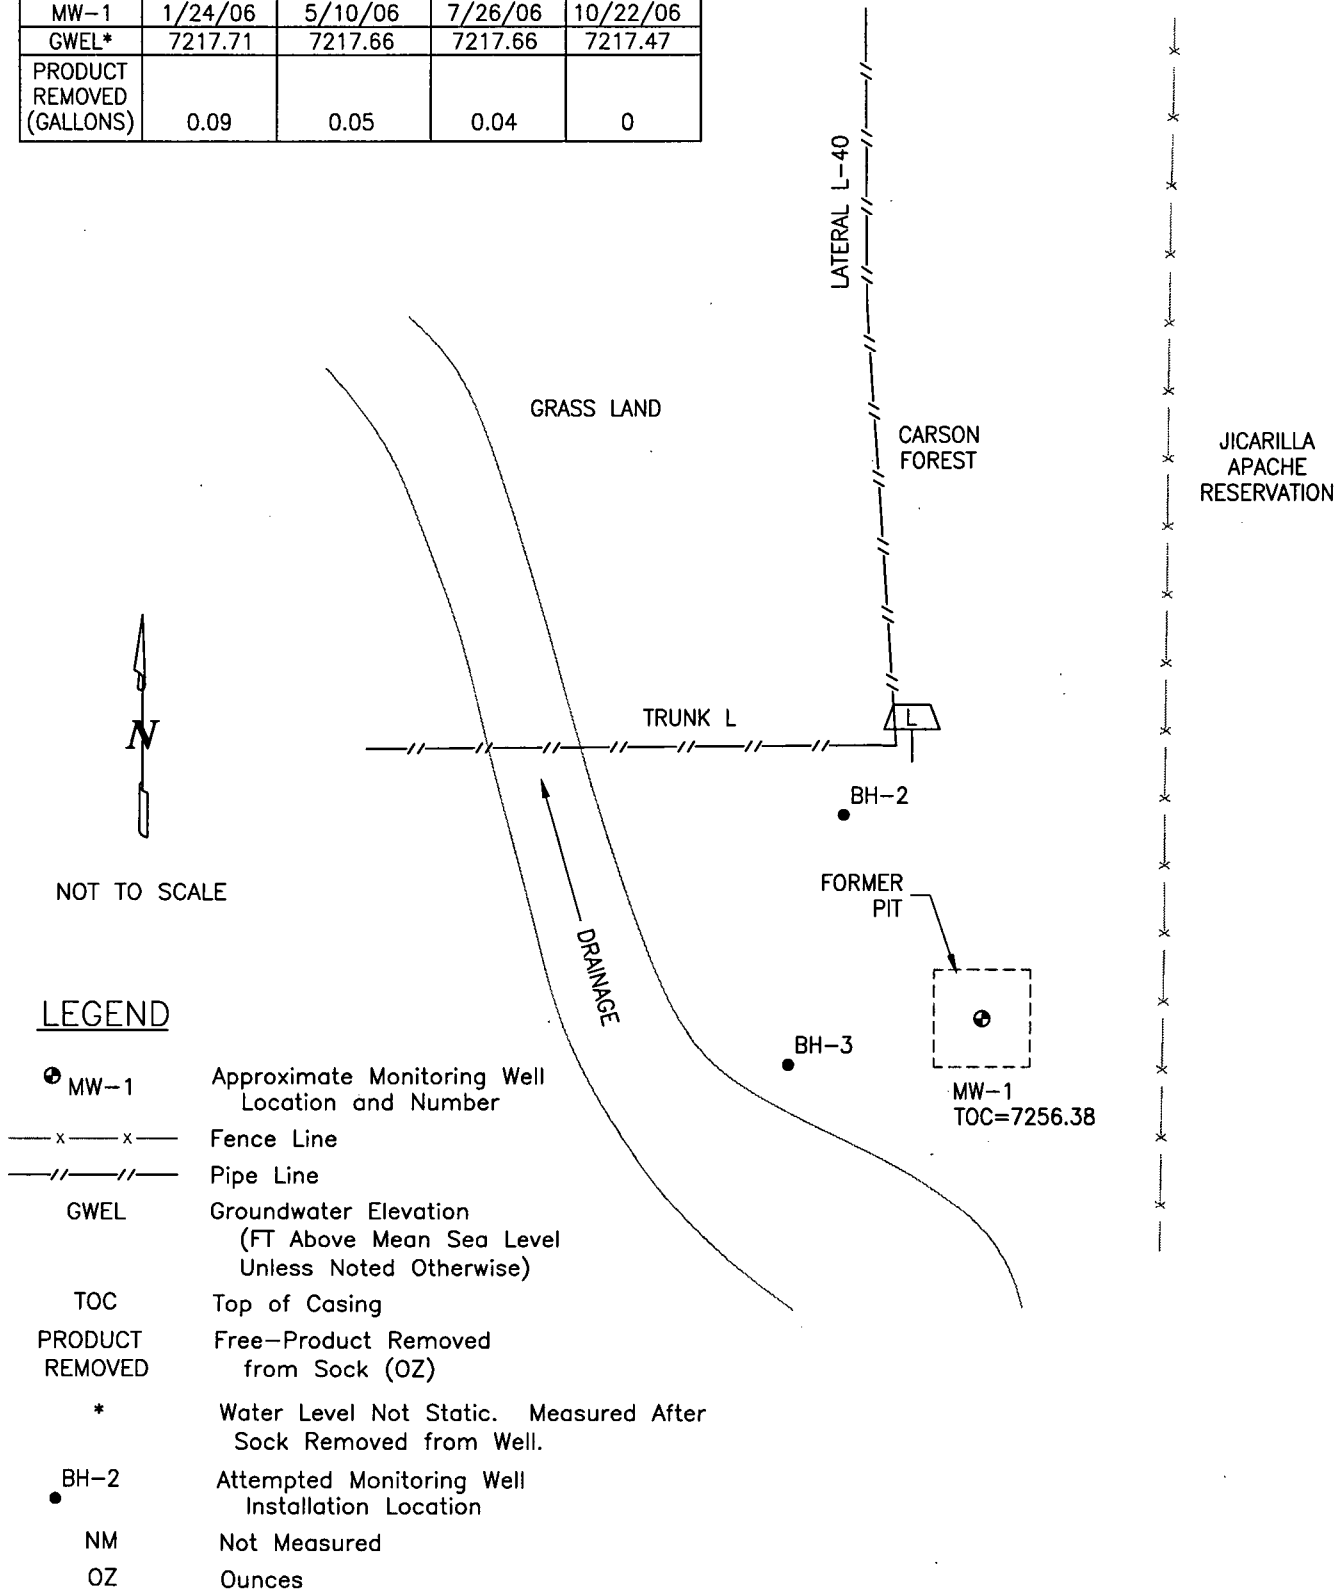 MW-1 1/24/06 5/10/06 7/26/06 10/22/06
GWEL* 7217.71 7217.66 7217.66 7217.47
PRODUCT
REMOVED
(GALLONS) 0.09 0.05 0.04 0
LATERAL L-40
GRASS LAND
CARSON
FOREST
JICARILLA
APACHE
RESERVATION
N
TRUNK L
L
BH-2
NOT TO SCALE
FORMER
PIT
DRAINAGE
BH-3
MW-1
TOC=7256.38
LEGEND
MW-1 Approximate Monitoring Well
Location and Number
Fence Line
Pipe Line
GWEL Groundwater Elevation
(FT Above Mean Sea Level
Unless Noted Otherwise)
TOC Top of Casing
PRODUCT Free-Product Removed
REMOVED from Sock (OZ)
* Water Level Not Static. Measured After
Sock Removed from Well.
BH-2 Attempted Monitoring Well
Installation Location
NM Not Measured
OZ Ounces